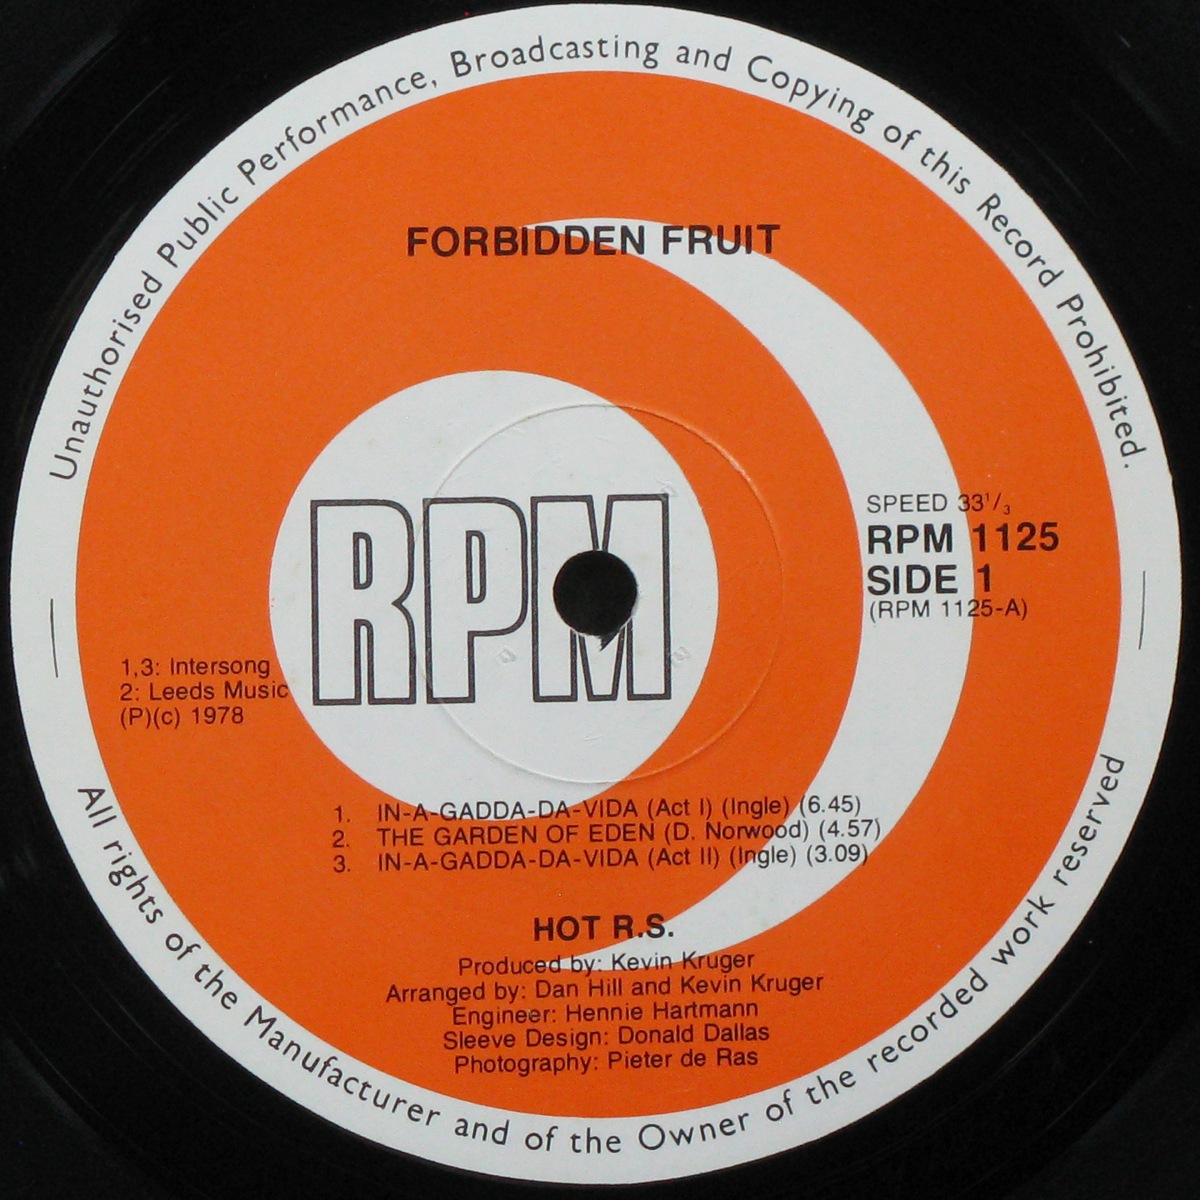 Unauthorised Public Performance, Broadcasting and Copying of this Record Prohibited.
FORBIDDEN FRUIT
RPM
SPEED 33 1/3
RPM 1125
SIDE 1
(RPM 1125-A)
1,3: Intersong
2: Leeds Music
(P)(c) 1978
1. IN-A-GADDA-DA-VIDA (Act I) (Ingle) (6.45)
2. THE GARDEN OF EDEN (D. Norwood) (4.57)
3. IN-A-GADDA-DA-VIDA (Act II) (Ingle) (3.09)
HOT R.S.
Produced by: Kevin Kruger
Arranged by: Dan Hill and Kevin Kruger
Engineer: Hennie Hartmann
Sleeve Design: Donald Dallas
Photography: Pieter de Ras
All rights of the Manufacturer and of the Owner of the recorded work reserved